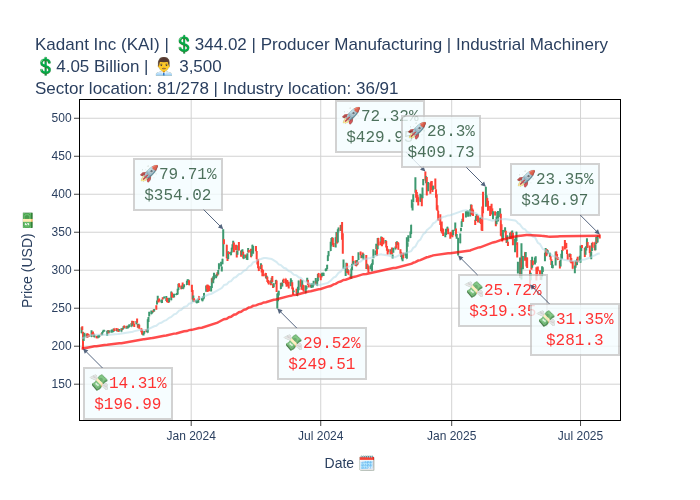 Kadant Inc (KAI) | 💲344.02 | Producer Manufacturing | Industrial Machinery
💲4.05 Billion | 👨‍💼 3,500
Sector location: 81/278 | Industry location: 36/91
🚀72.32%
$429.9
🚀28.3%
$409.73
🚀79.71%
$354.02
🚀23.35%
$346.97
💸25.72%
$319.35
💸31.35%
$281.3
💸29.52%
$249.51
💸14.31%
$196.99
500
450
400
350
300
250
200
150
Price (USD) 💵
Jan 2024
Jul 2024
Jan 2025
Jul 2025
Date 🗓️